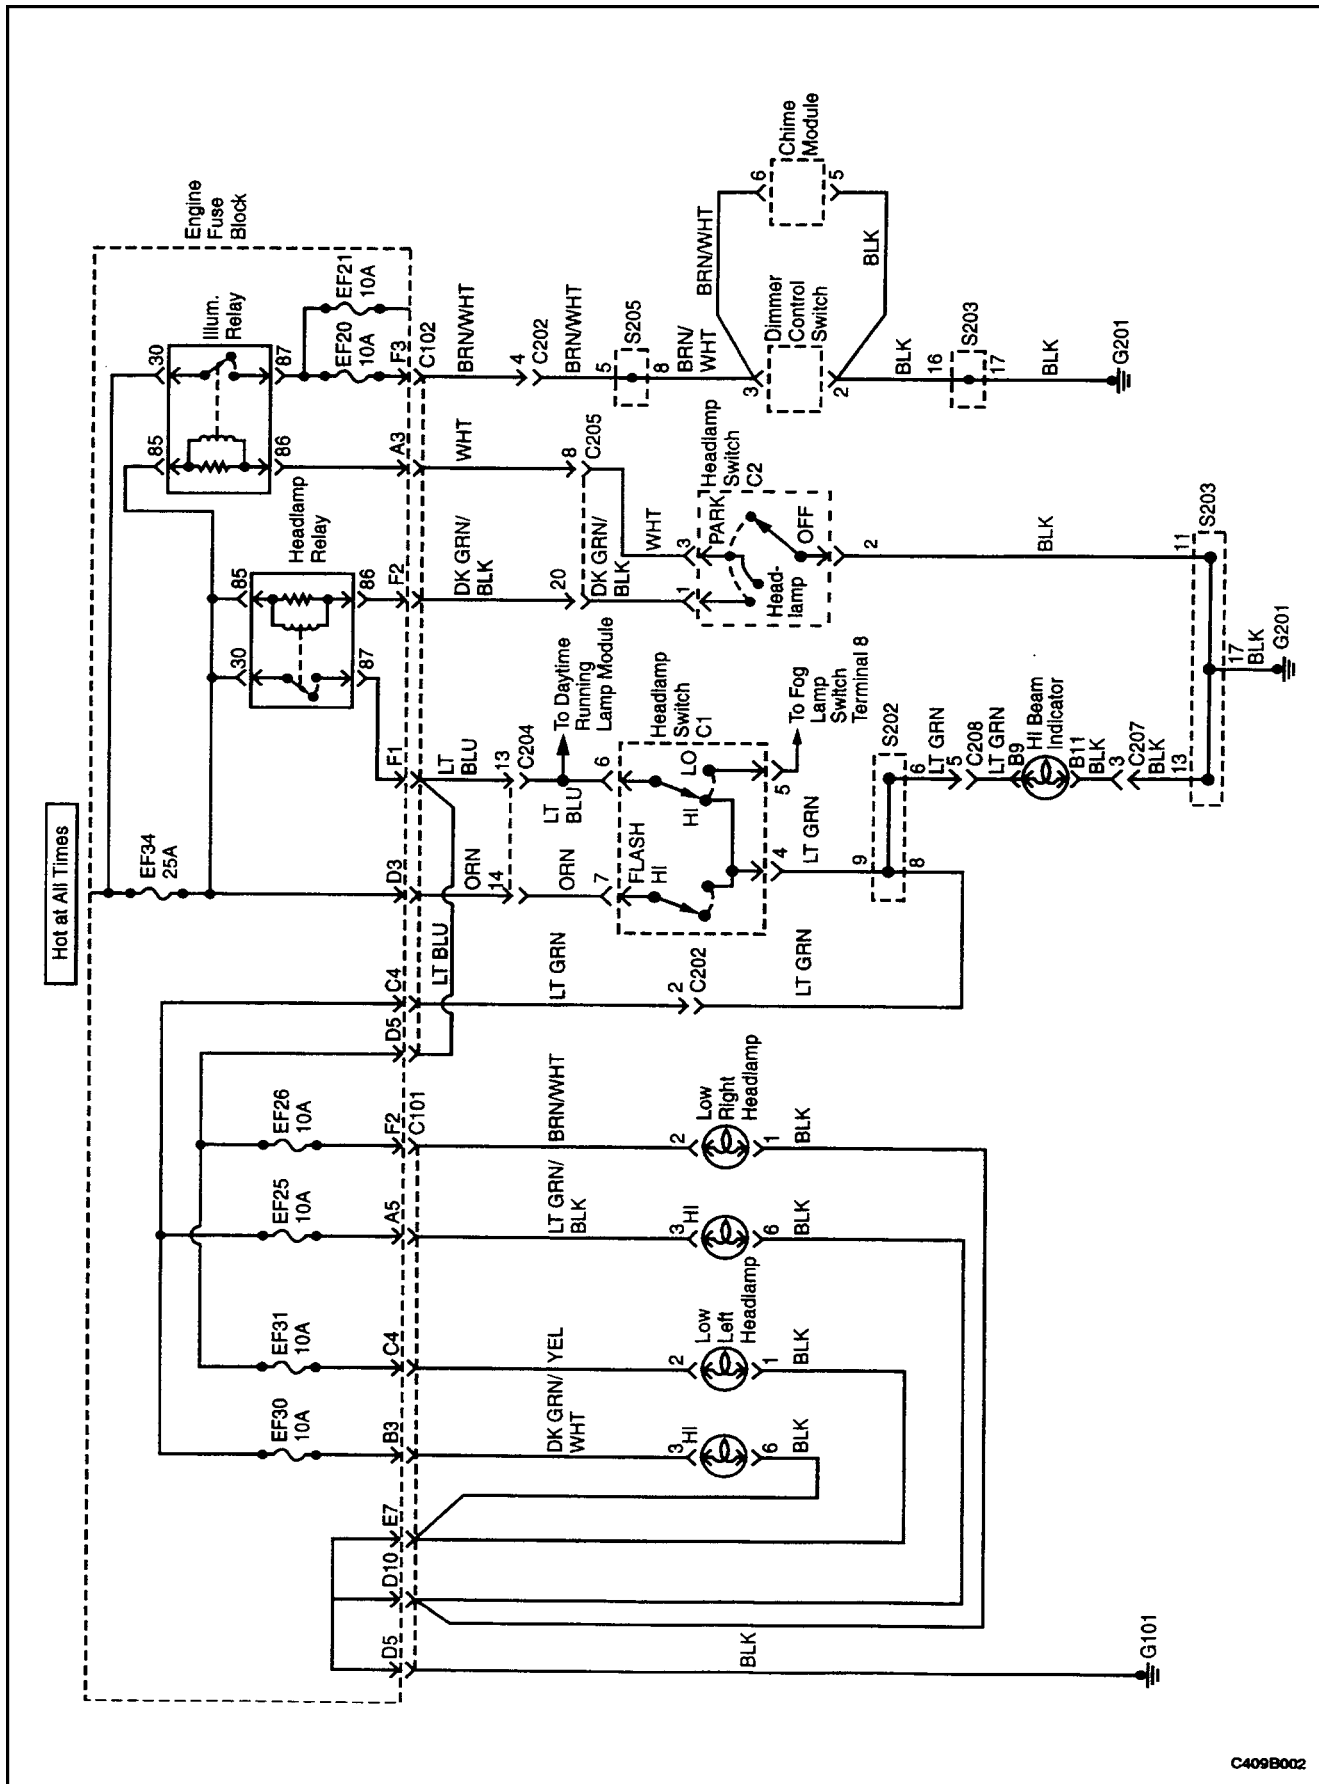 Hot at All Times
Engine
Fuse
Block
EF34
25A
Illum.
Relay
30
87
85
86
EF21
10A
EF20
10A
Headlamp
Relay
85
86
30
87
EF26
10A
EF25
10A
EF31
10A
EF30
10A
D5
D10
E7
B3
C4
A5
F2
C101
D5
C4
D3
F1
F2
A3
F3
C102
LT BLU
LT GRN
ORN
LT
BLU
DK GRN/
BLK
WHT
BRN/WHT
4
C202
BRN/WHT
5
S205
8
BRN/
WHT
BRN/WHT
6
Chime
Module
5
BLK
3
Dimmer
Control
Switch
2
BLK
16
S203
17
BLK
G201
8
C205
20
DK GRN/
BLK
WHT
3
1
Headlamp
Switch
C2
PARK
OFF
Head-
lamp
2
BLK
11
S203
17
BLK
G201
13
14
13
C204
To Daytime
Running
Lamp Module
LT
BLU
ORN
7
6
Headlamp
Switch
C1
FLASH
HI
HI
LO
5
To Fog
Lamp
Switch
Terminal 8
4
LT GRN
9
S202
8
6
LT GRN
5
C208
LT GRN
B9
HI Beam
Indicator
B11
BLK
3
C207
BLK
2
C202
LT GRN
BRN/WHT
2
Low
Right
Headlamp
1
BLK
LT GRN/
BLK
3
HI
6
BLK
YEL
2
Low
Left
Headlamp
1
BLK
DK GRN/
WHT
3
HI
6
BLK
BLK
G101
C409B002